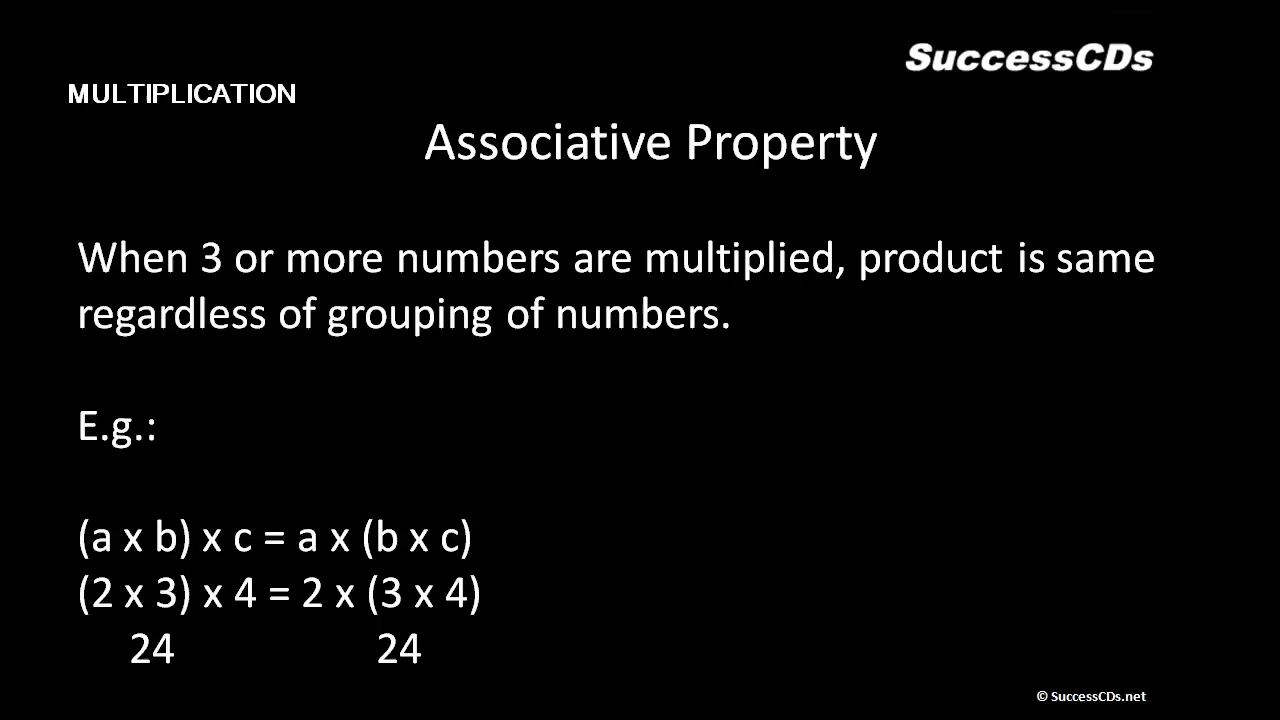 SuccessCDs
MULTIPLICATION
Associative Property
When 3 or more numbers are multiplied, product is same
regardless of grouping of numbers.
E.g.:
(a x b) x c = a x (b x c)
(2 x 3) x 4 = 2 x (3 x 4)
24 24
© SuccessCDs.net